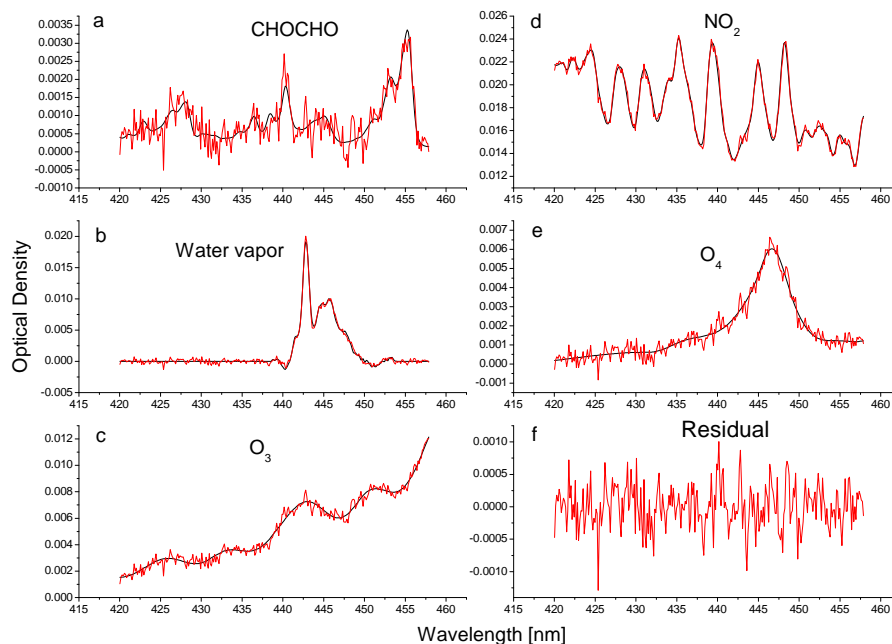 a
CHOCHO
0.0035
0.0030
0.0025
0.0020
0.0015
0.0010
0.0005
0.0000
-0.0005
-0.0010
415 420 425 430 435 440 445 450 455 460
d
NO2
0.026
0.024
0.022
0.020
0.018
0.016
0.014
0.012
415 420 425 430 435 440 445 450 455 460
b
Water vapor
0.020
0.015
0.010
0.005
0.000
-0.005
415 420 425 430 435 440 445 450 455 460
e
O4
0.007
0.006
0.005
0.004
0.003
0.002
0.001
0.000
-0.001
415 420 425 430 435 440 445 450 455 460
c
O3
0.012
0.010
0.008
0.006
0.004
0.002
0.000
415 420 425 430 435 440 445 450 455 460
f
Residual
0.0010
0.0005
0.0000
-0.0005
-0.0010
415 420 425 430 435 440 445 450 455 460
Optical Density
Wavelength [nm]